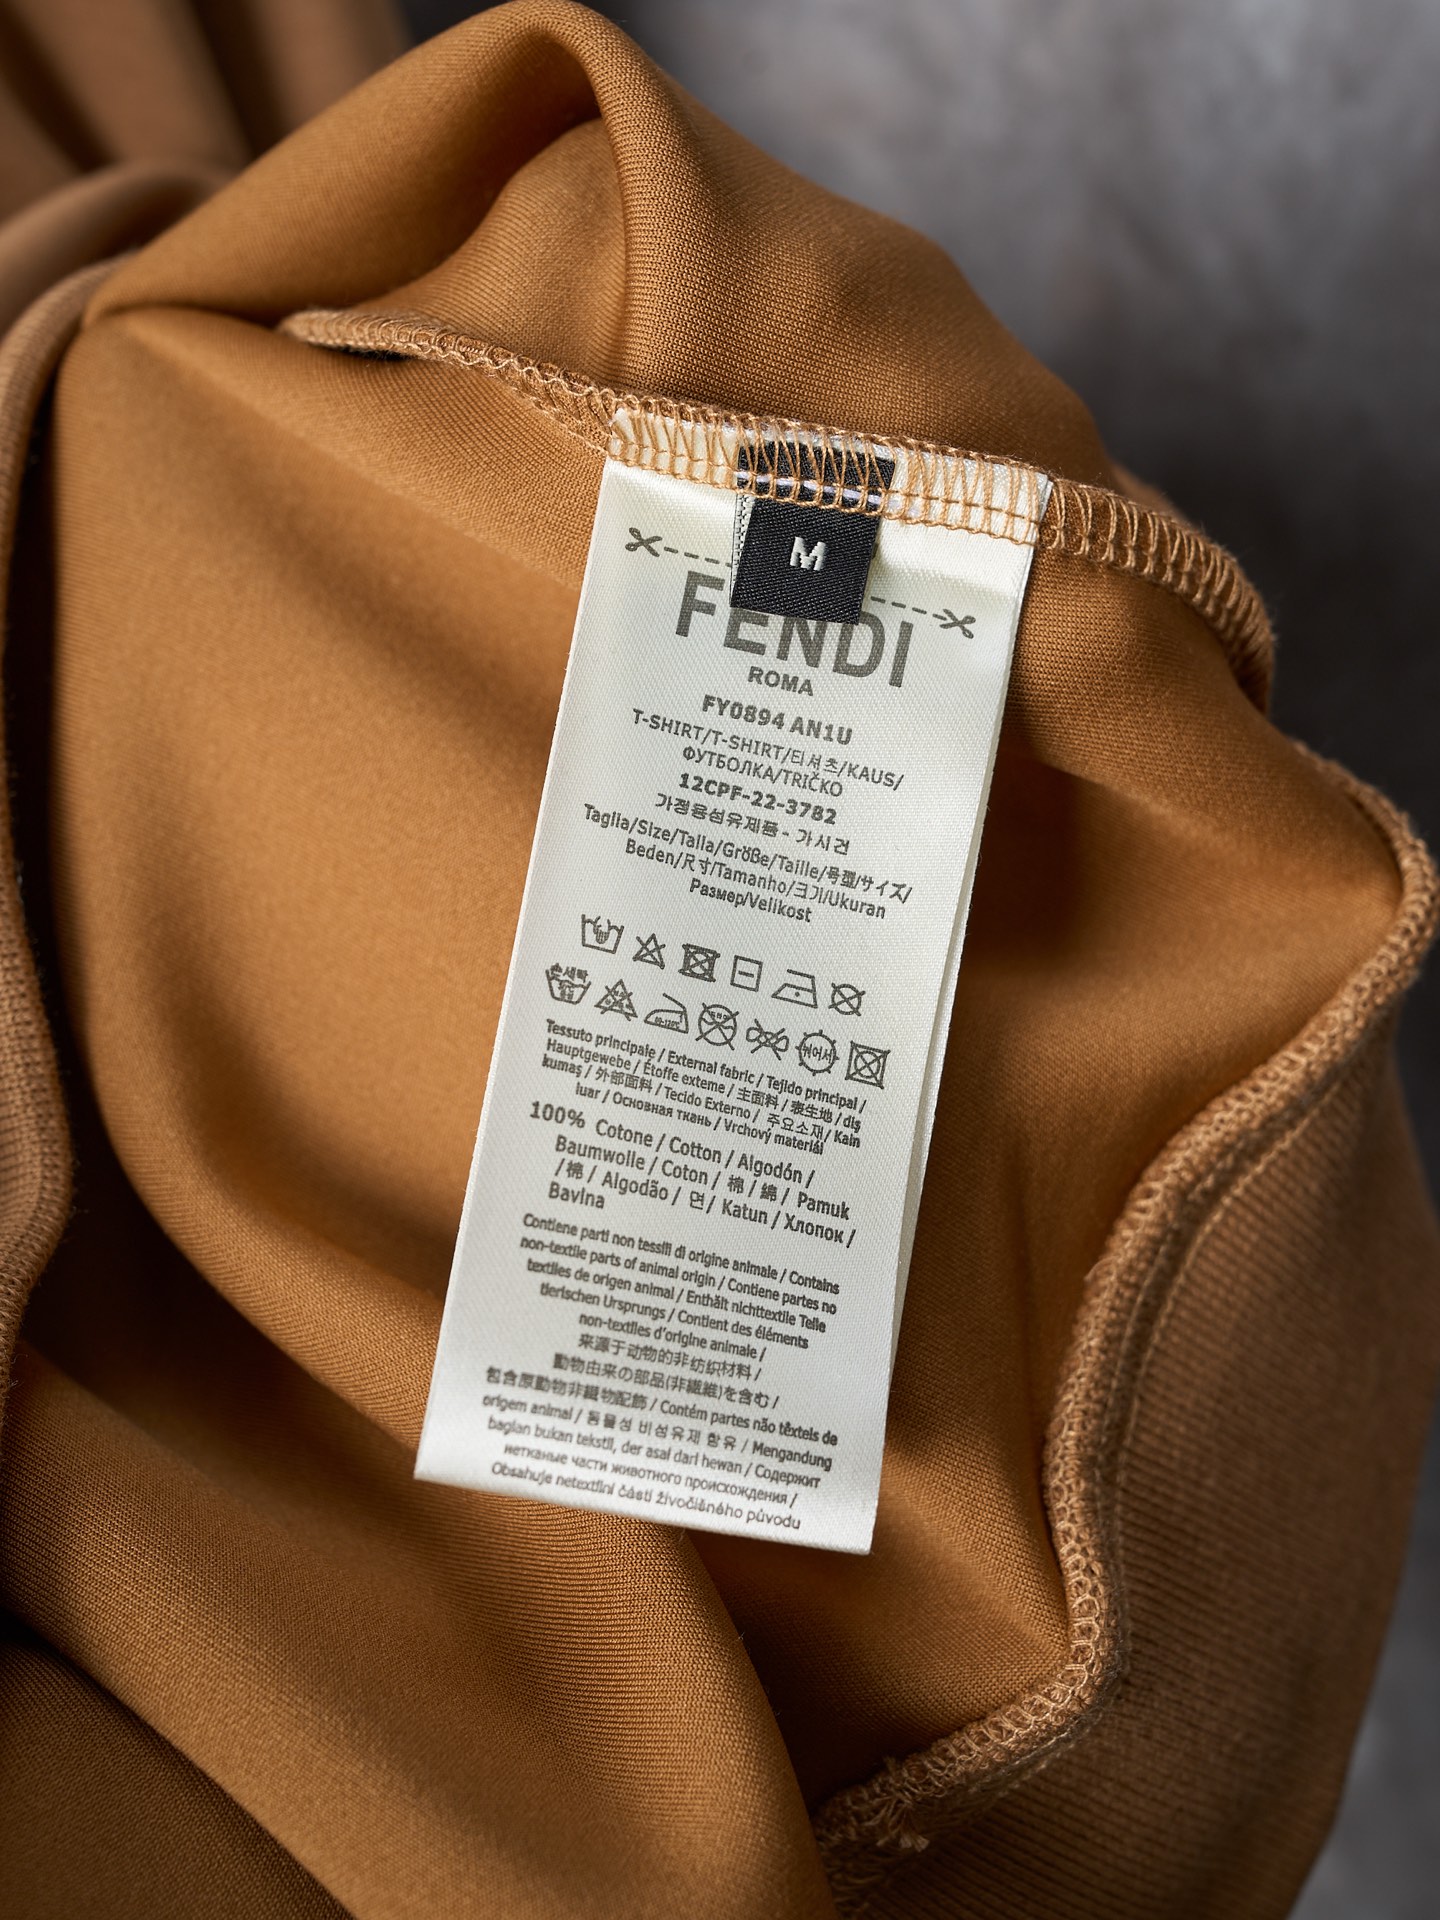 M
FENDI
ROMA
FY0894 AN1U
T-SHIRT/T-SHIRT/티셔츠/KAUS/
ФУТБОЛКА/TRIČKO
12CPF-22-3782
가정용섬유제품 - 가시건
Taglia/Size/Talla/Größe/Taille/号型/サイズ/
Beden/尺寸/Tamanho/크기/Ukuran
Размер/Velikost
손세탁
Tessuto principale / External fabric / Tejido principal /
Hauptgewebe / Étoffe exteme / 主面料 / 表生地 / diş
kumaş / 外部面料 / Tecido Externo / 주요소재 / Kain
luar / Основная ткань / Vrchový materiál
100% Cotone / Cotton / Algodón /
Baumwolle / Coton / 棉 / 綿 / Pamuk
/ 棉 / Algodão / 면 / Katun / Хлопок /
Bavlna
Contiene parti non tessili di origine animale / Contains
non-textile parts of animal origin / Contiene partes no
textiles de origen animal / Enthält nichttextile Teile
tierischen Ursprungs / Contient des éléments
non-textiles d'origine animale /
来源于动物的非纺织材料 /
動物由来の部品(非繊維)を含む /
包含原動物非織物配飾 / Contém partes não têxtels de
origem animal / 동물성 비섬유제 함유 / Mengandung
bagian bukan tekstil, der asal dari hewan / Содержит
нетканые части животного происхождения /
Obsahuje netextilní části živočišného původu